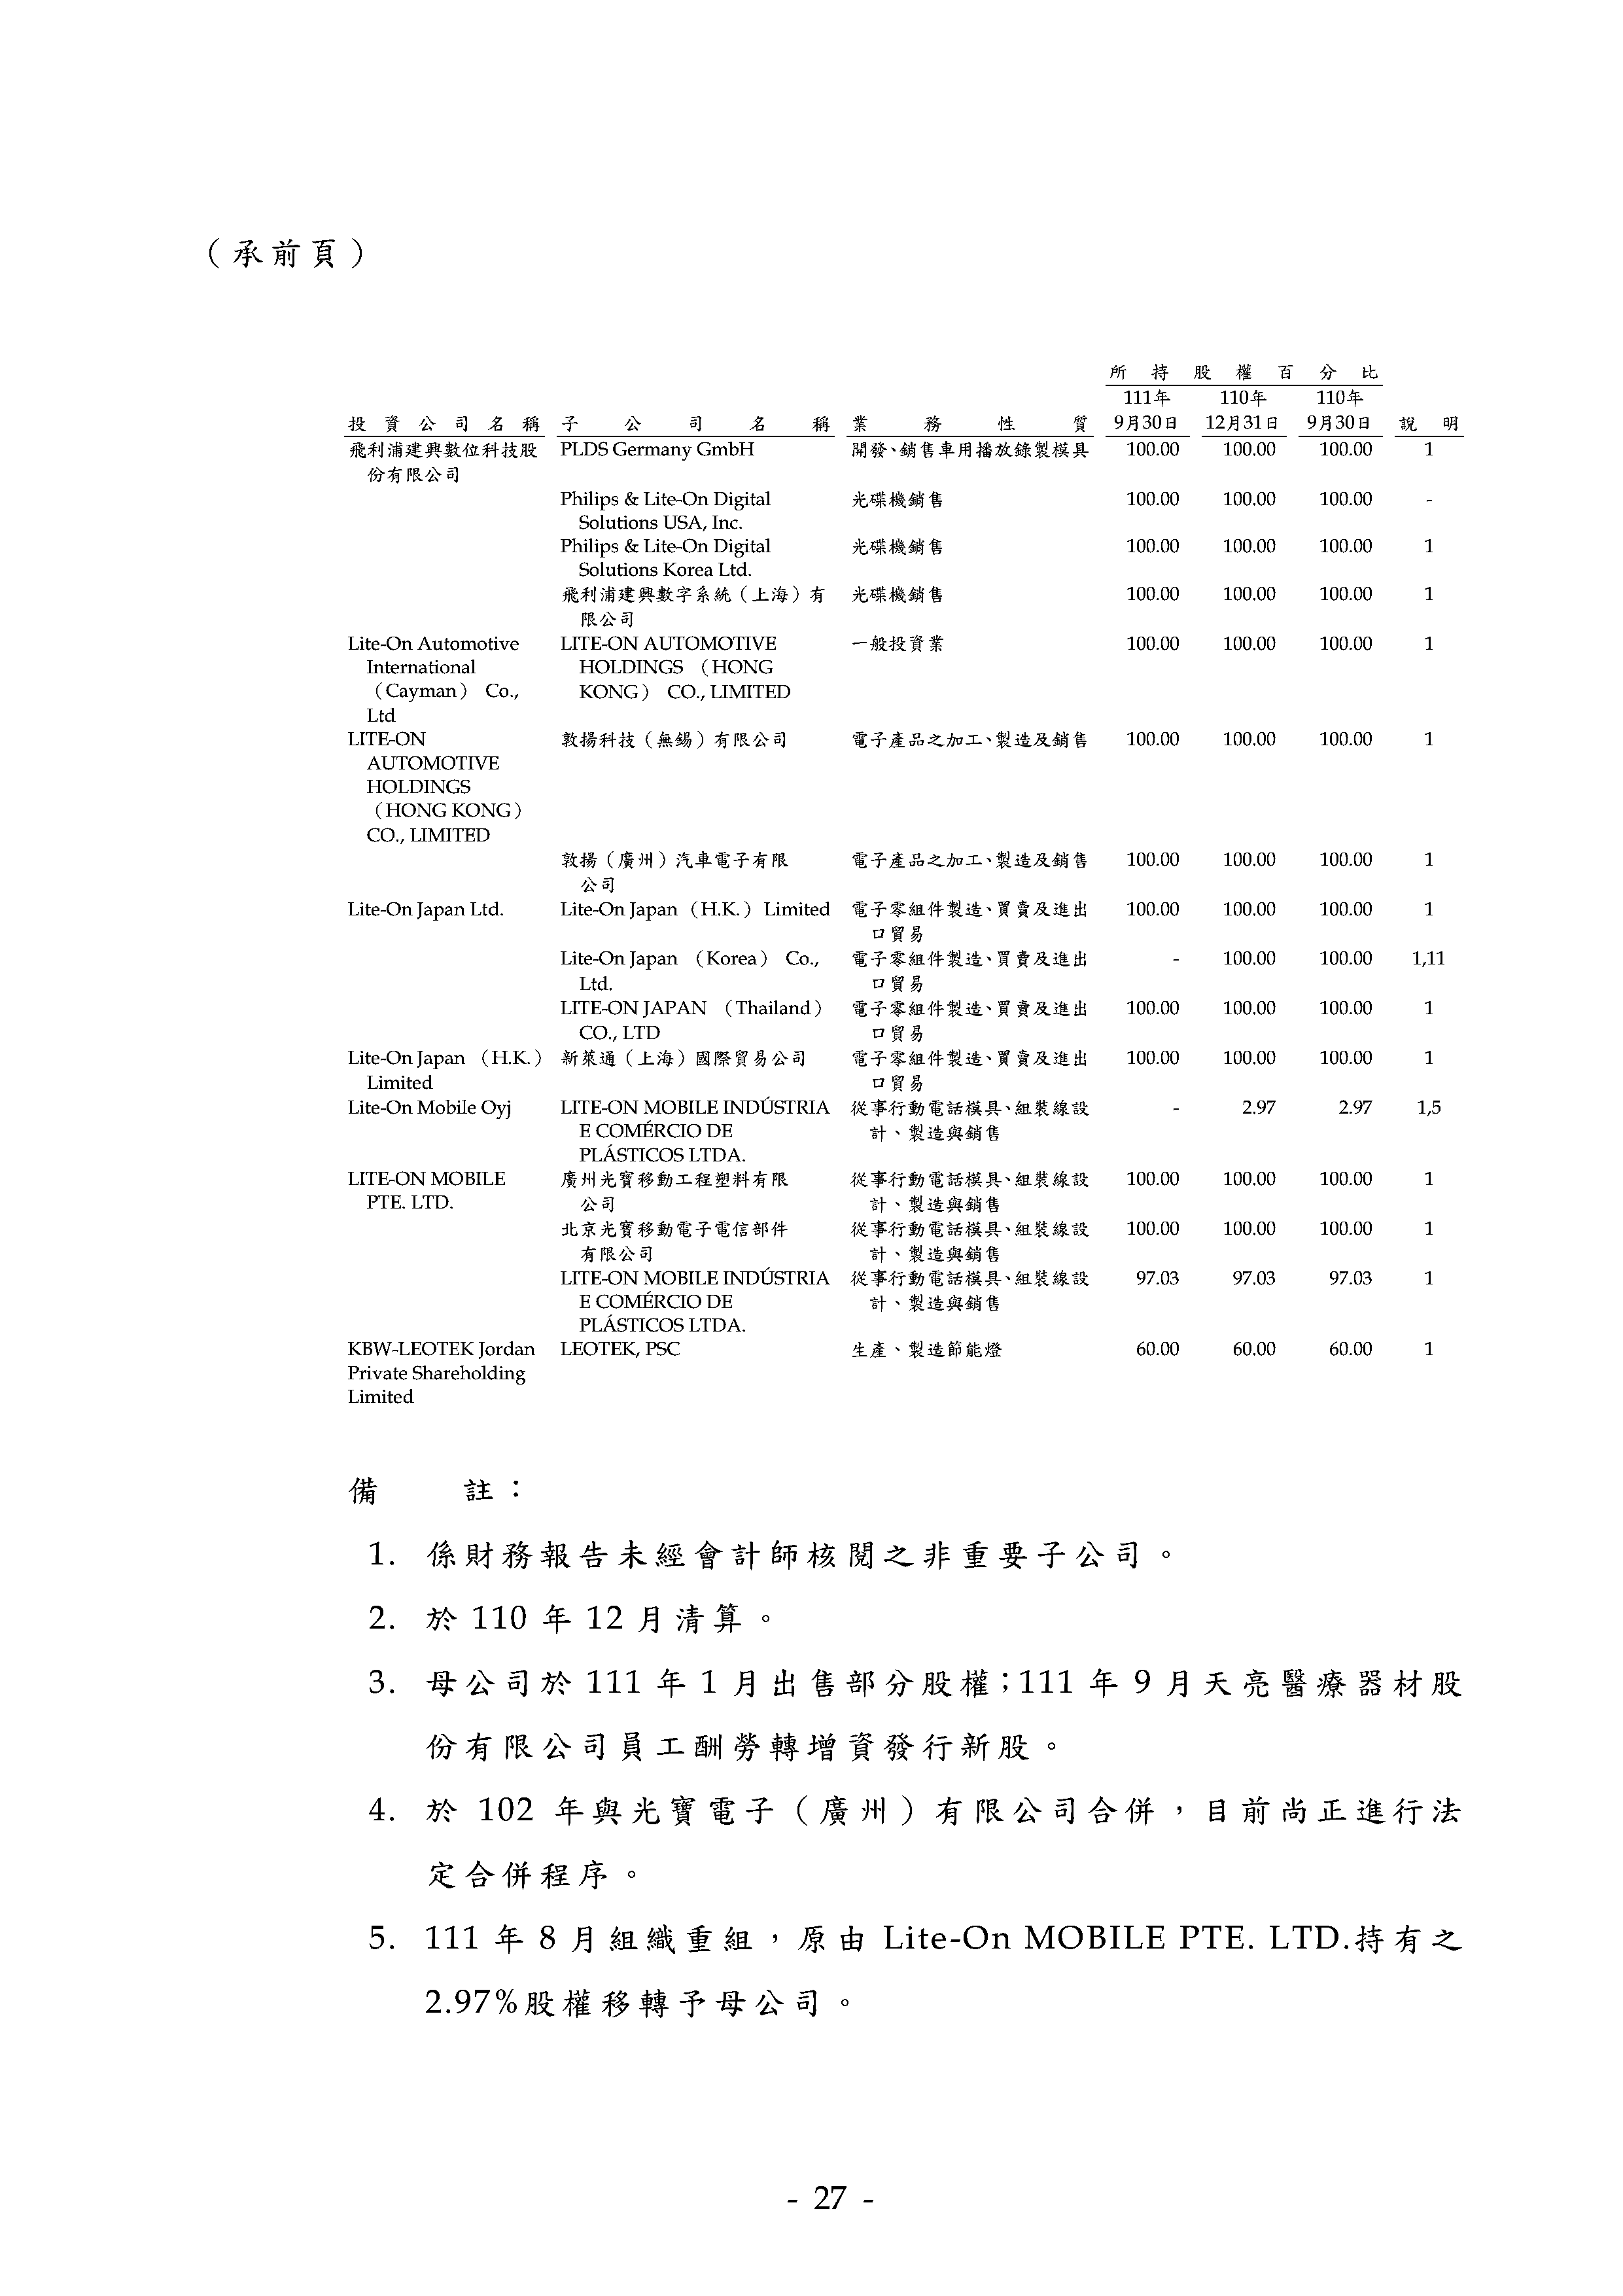 （承前頁）
所持股權百分比
111年 110年 110年
投資公司名稱 子公司名稱 業務性質 9月30日 12月31日 9月30日 說明
飛利浦建興數位科技股 PLDS Germany GmbH 開發、銷售車用播放錄製模具 100.00 100.00 100.00 1
份有限公司
Philips & Lite-On Digital 光碟機銷售 100.00 100.00 100.00 -
Solutions USA, Inc.
Philips & Lite-On Digital 光碟機銷售 100.00 100.00 100.00 1
Solutions Korea Ltd.
飛利浦建興數字系統（上海）有 光碟機銷售 100.00 100.00 100.00 1
限公司
Lite-On Automotive LITE-ON AUTOMOTIVE 一般投資業 100.00 100.00 100.00 1
International HOLDINGS （HONG
（Cayman） Co., KONG） CO., LIMITED
Ltd
LITE-ON 敦揚科技（無錫）有限公司 電子產品之加工、製造及銷售 100.00 100.00 100.00 1
AUTOMOTIVE
HOLDINGS
（HONG KONG）
CO., LIMITED
敦揚（廣州）汽車電子有限 電子產品之加工、製造及銷售 100.00 100.00 100.00 1
公司
Lite-On Japan Ltd. Lite-On Japan（H.K.）Limited 電子零組件製造、買賣及進出 100.00 100.00 100.00 1
口貿易
Lite-On Japan （Korea） Co., 電子零組件製造、買賣及進出 - 100.00 100.00 1,11
Ltd. 口貿易
LITE-ON JAPAN （Thailand） 電子零組件製造、買賣及進出 100.00 100.00 100.00 1
CO., LTD 口貿易
Lite-On Japan （H.K.） 新萊通（上海）國際貿易公司 電子零組件製造、買賣及進出 100.00 100.00 100.00 1
Limited 口貿易
Lite-On Mobile Oyj LITE-ON MOBILE INDÚSTRIA 從事行動電話模具、組裝線設 - 2.97 2.97 1,5
E COMÉRCIO DE 計、製造與銷售
PLÁSTICOS LTDA.
LITE-ON MOBILE 廣州光寶移動工程塑料有限 從事行動電話模具、組裝線設 100.00 100.00 100.00 1
PTE. LTD. 公司 計、製造與銷售
北京光寶移動電子電信部件 從事行動電話模具、組裝線設 100.00 100.00 100.00 1
有限公司 計、製造與銷售
LITE-ON MOBILE INDÚSTRIA 從事行動電話模具、組裝線設 97.03 97.03 97.03 1
E COMÉRCIO DE 計、製造與銷售
PLÁSTICOS LTDA.
KBW-LEOTEK Jordan LEOTEK, PSC 生產、製造節能燈 60.00 60.00 60.00 1
Private Shareholding
Limited
備 註：
1. 係財務報告未經會計師核閱之非重要子公司。
2. 於 110 年 12 月清算。
3. 母公司於 111 年 1 月出售部分股權；111 年 9 月天亮醫療器材股
份有限公司員工酬勞轉增資發行新股。
4. 於 102 年與光寶電子（廣州）有限公司合併，目前尚正進行法
定合併程序。
5. 111 年 8 月組織重組，原由 Lite-On MOBILE PTE. LTD.持有之
2.97%股權移轉予母公司。
- 27 -